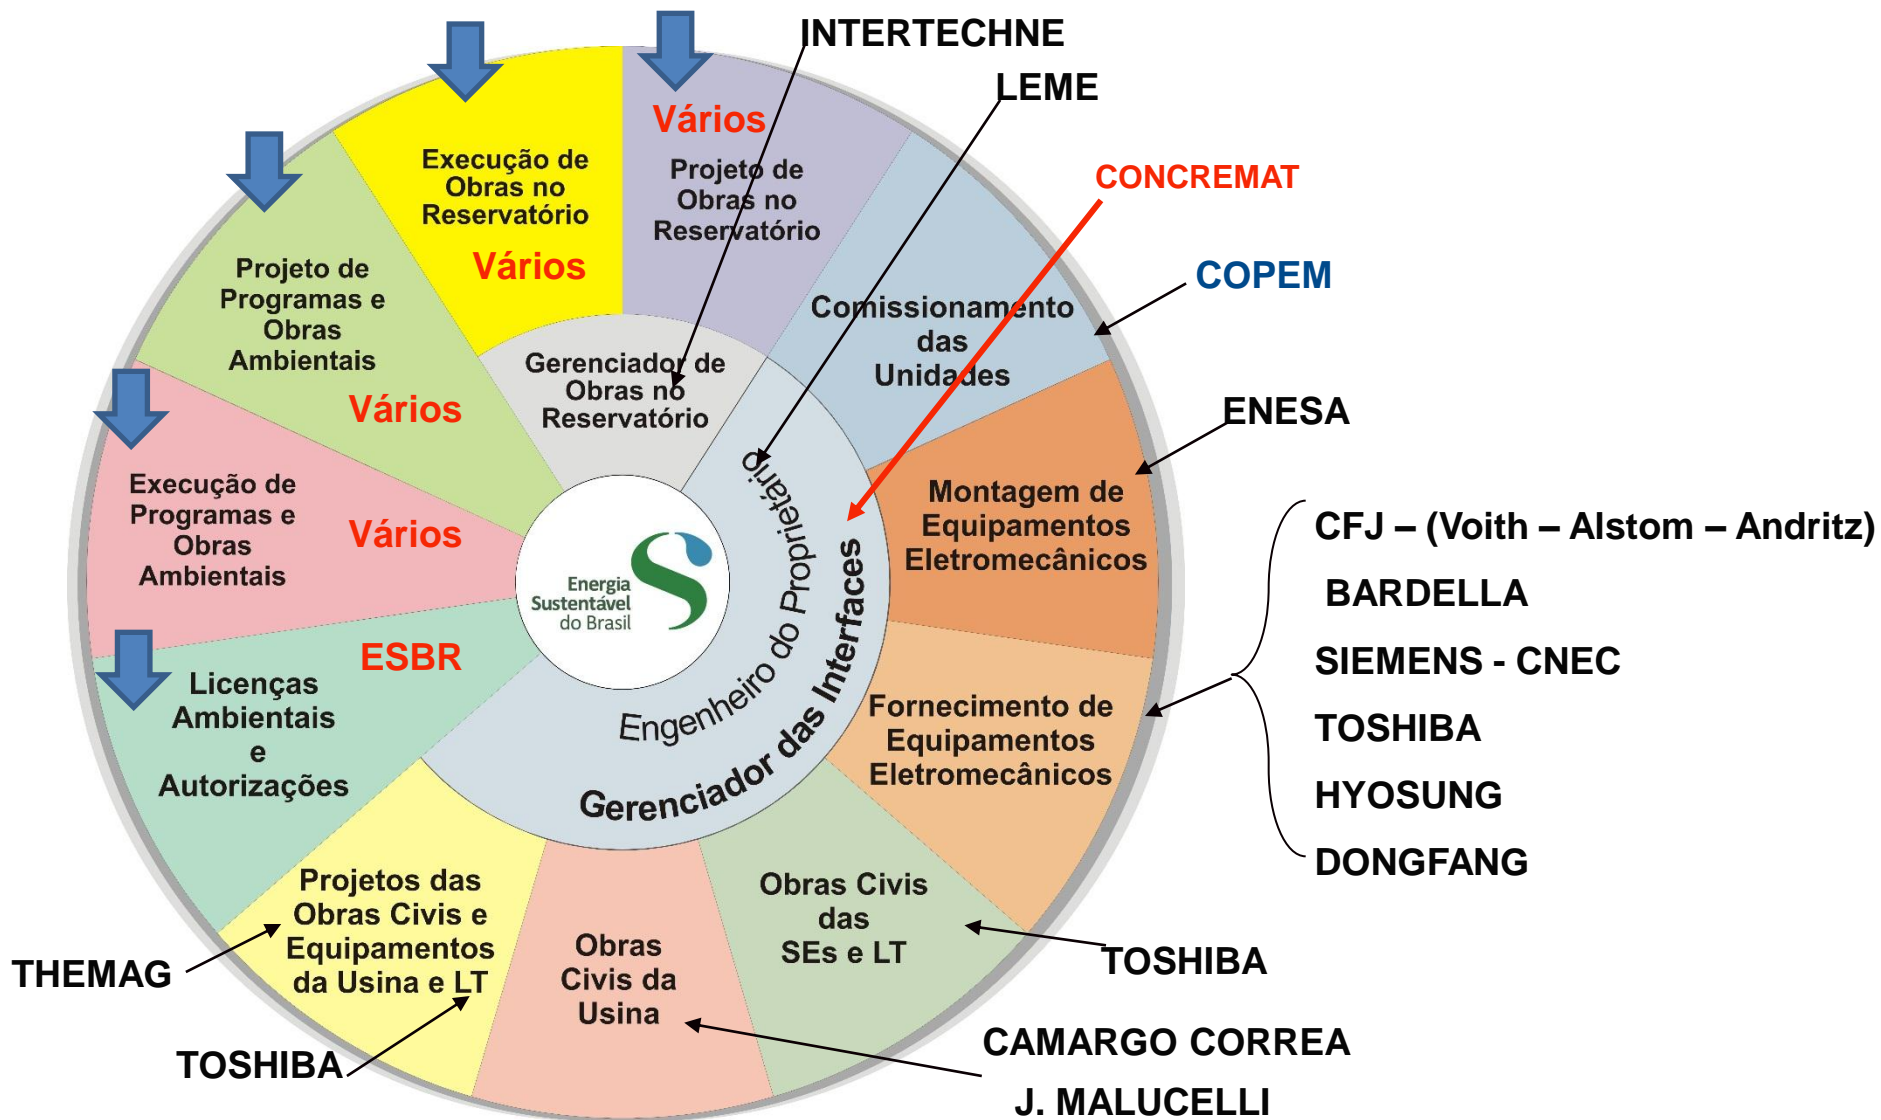 INTERTECHNE
LEME
CONCREMAT
COPEM
ENESA
CFJ – (Voith – Alstom – Andritz)
BARDELLA
SIEMENS - CNEC
TOSHIBA
HYOSUNG
DONGFANG
TOSHIBA
CAMARGO CORREA
J. MALUCELLI
TOSHIBA
THEMAG
Vários
Projeto de
Obras no
Reservatório
Comissionamento
das
Unidades
Montagem de
Equipamentos
Eletromecânicos
Fornecimento de
Equipamentos
Eletromecânicos
Obras Civis
das
SEs e LT
Obras
Civis da
Usina
Projetos das
Obras Civis e
Equipamentos
da Usina e LT
ESBR
Licenças
Ambientais
e
Autorizações
Execução de
Programas e
Obras
Ambientais
Vários
Projeto de
Programas e
Obras
Ambientais
Vários
Execução de
Obras no
Reservatório
Vários
Gerenciador de
Obras no
Reservatório
Engenheiro do Proprietário
Gerenciador das Interfaces
Energia
Sustentável
do Brasil